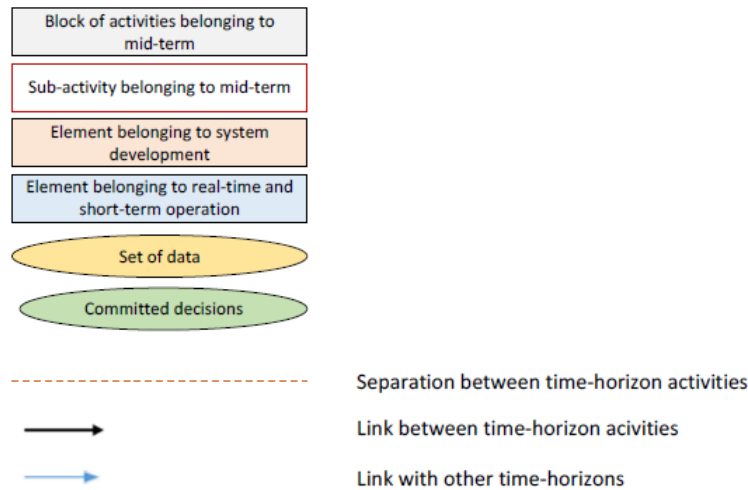 Block of activities belonging to
mid-term
Sub-activity belonging to mid-term
Element belonging to system
development
Element belonging to real-time and
short-term operation
Set of data
Committed decisions
Separation between time-horizon activities
Link between time-horizon acivities
Link with other time-horizons